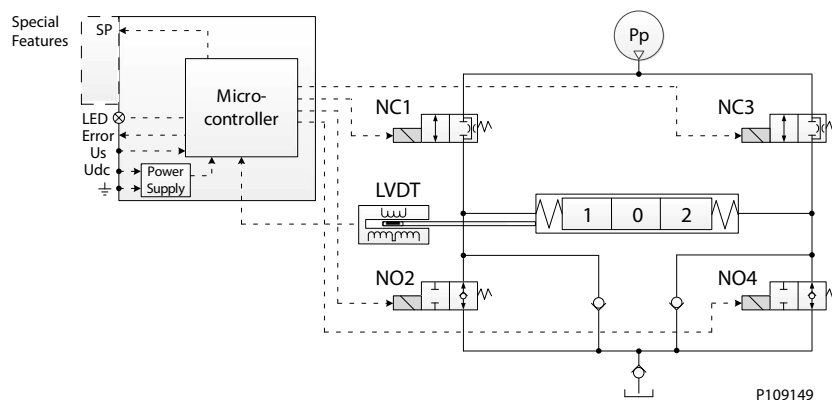 Special
Features
SP
Pp
Micro-
controller
NC1
NC3
LED
Error
Us
Udc
Power
Supply
LVDT
1 0 2
NO2
NO4
P109149